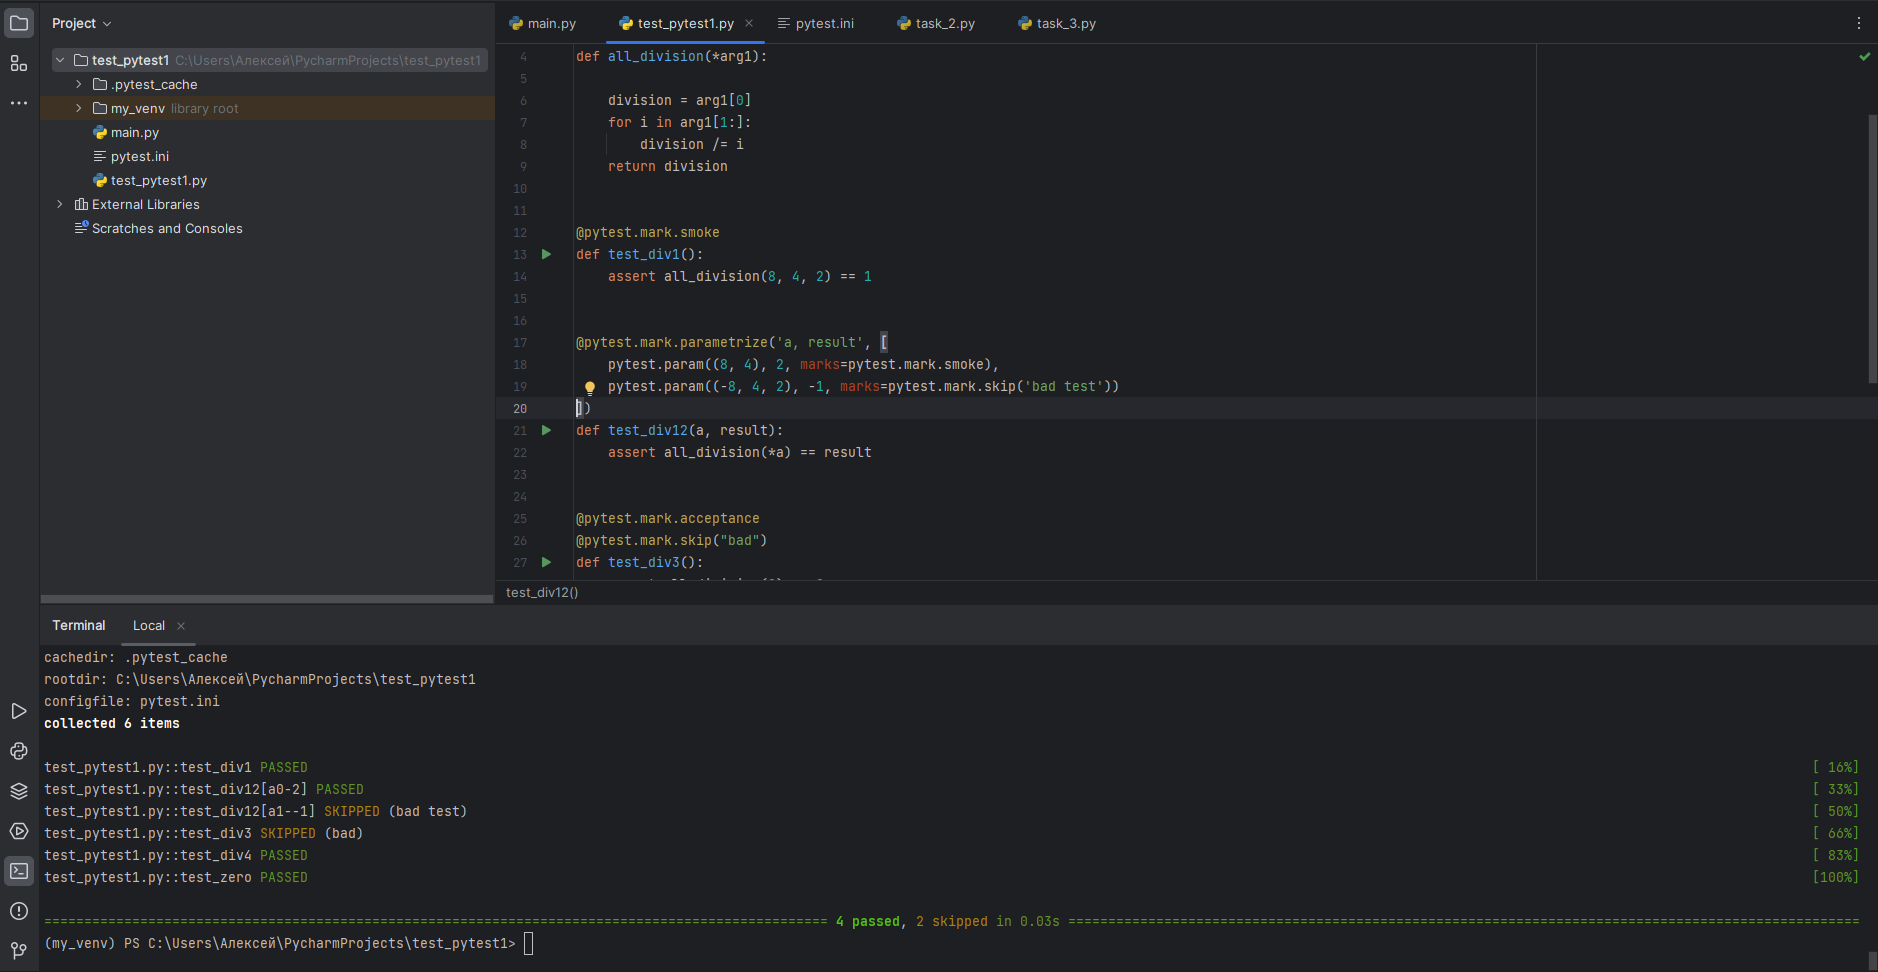 Project
test_pytest1 C:\Users\Алексей\PycharmProjects\test_pytest1
.pytest_cache
my_venv library root
main.py
pytest.ini
test_pytest1.py
External Libraries
Scratches and Consoles
main.py test_pytest1.py pytest.ini task_2.py task_3.py
4 def all_division(*arg1):
5
6 division = arg1[0]
7 for i in arg1[1:]:
8 division /= i
9 return division
10
11
12 @pytest.mark.smoke
13 def test_div1():
14 assert all_division(8, 4, 2) == 1
15
16
17 @pytest.mark.parametrize('a, result', [
18 pytest.param((8, 4), 2, marks=pytest.mark.smoke),
19 pytest.param((-8, 4, 2), -1, marks=pytest.mark.skip('bad test'))
20 ])
21 def test_div12(a, result):
22 assert all_division(*a) == result
23
24
25 @pytest.mark.acceptance
26 @pytest.mark.skip("bad")
27 def test_div3():
test_div12()
Terminal Local
cachedir: .pytest_cache
rootdir: C:\Users\Алексей\PycharmProjects\test_pytest1
configfile: pytest.ini
collected 6 items
test_pytest1.py::test_div1 PASSED [ 16%]
test_pytest1.py::test_div12[a0-2] PASSED [ 33%]
test_pytest1.py::test_div12[a1--1] SKIPPED (bad test) [ 50%]
test_pytest1.py::test_div3 SKIPPED (bad) [ 66%]
test_pytest1.py::test_div4 PASSED [ 83%]
test_pytest1.py::test_zero PASSED [100%]
4 passed, 2 skipped in 0.03s
(my_venv) PS C:\Users\Алексей\PycharmProjects\test_pytest1>